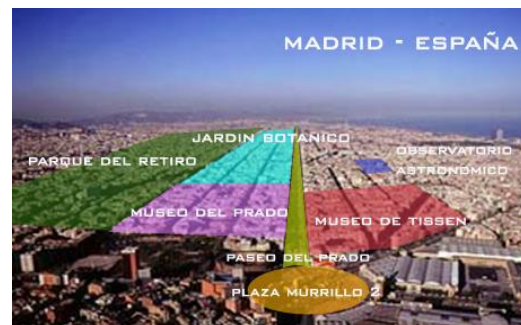 MADRID - ESPAÑA
JARDIN BOTANICO
PARQUE DEL RETIRO
OBSERVATORIO
ASTRONOMICO
MUSEO DEL PRADO
MUSEO DE TISSEN
PASEO DEL PRADO
PLAZA MURRILLO 2